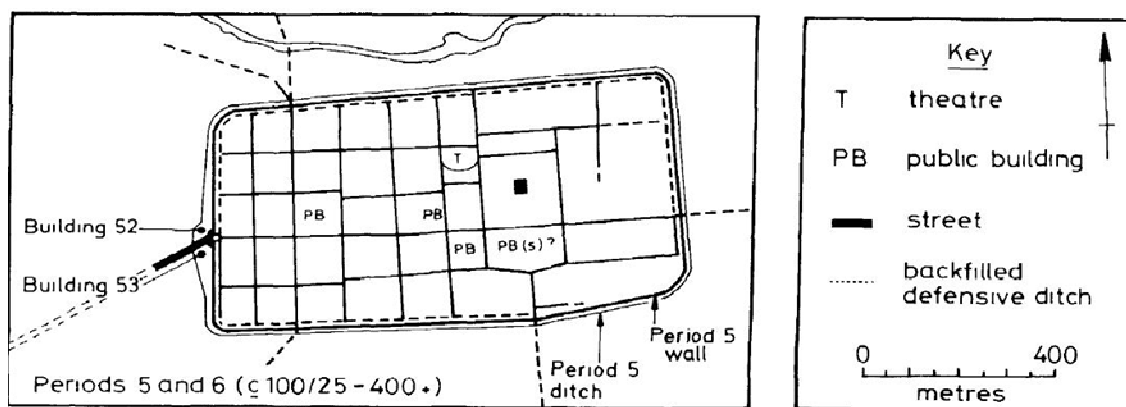 T
PB
PB
PB
PB(s)?
Building 52
Building 53
Period 5
wall
Period 5
ditch
Periods 5 and 6 (c 100/25 - 400+)
Key
T theatre
PB public building
street
backfilled
defensive ditch
0 400
metres